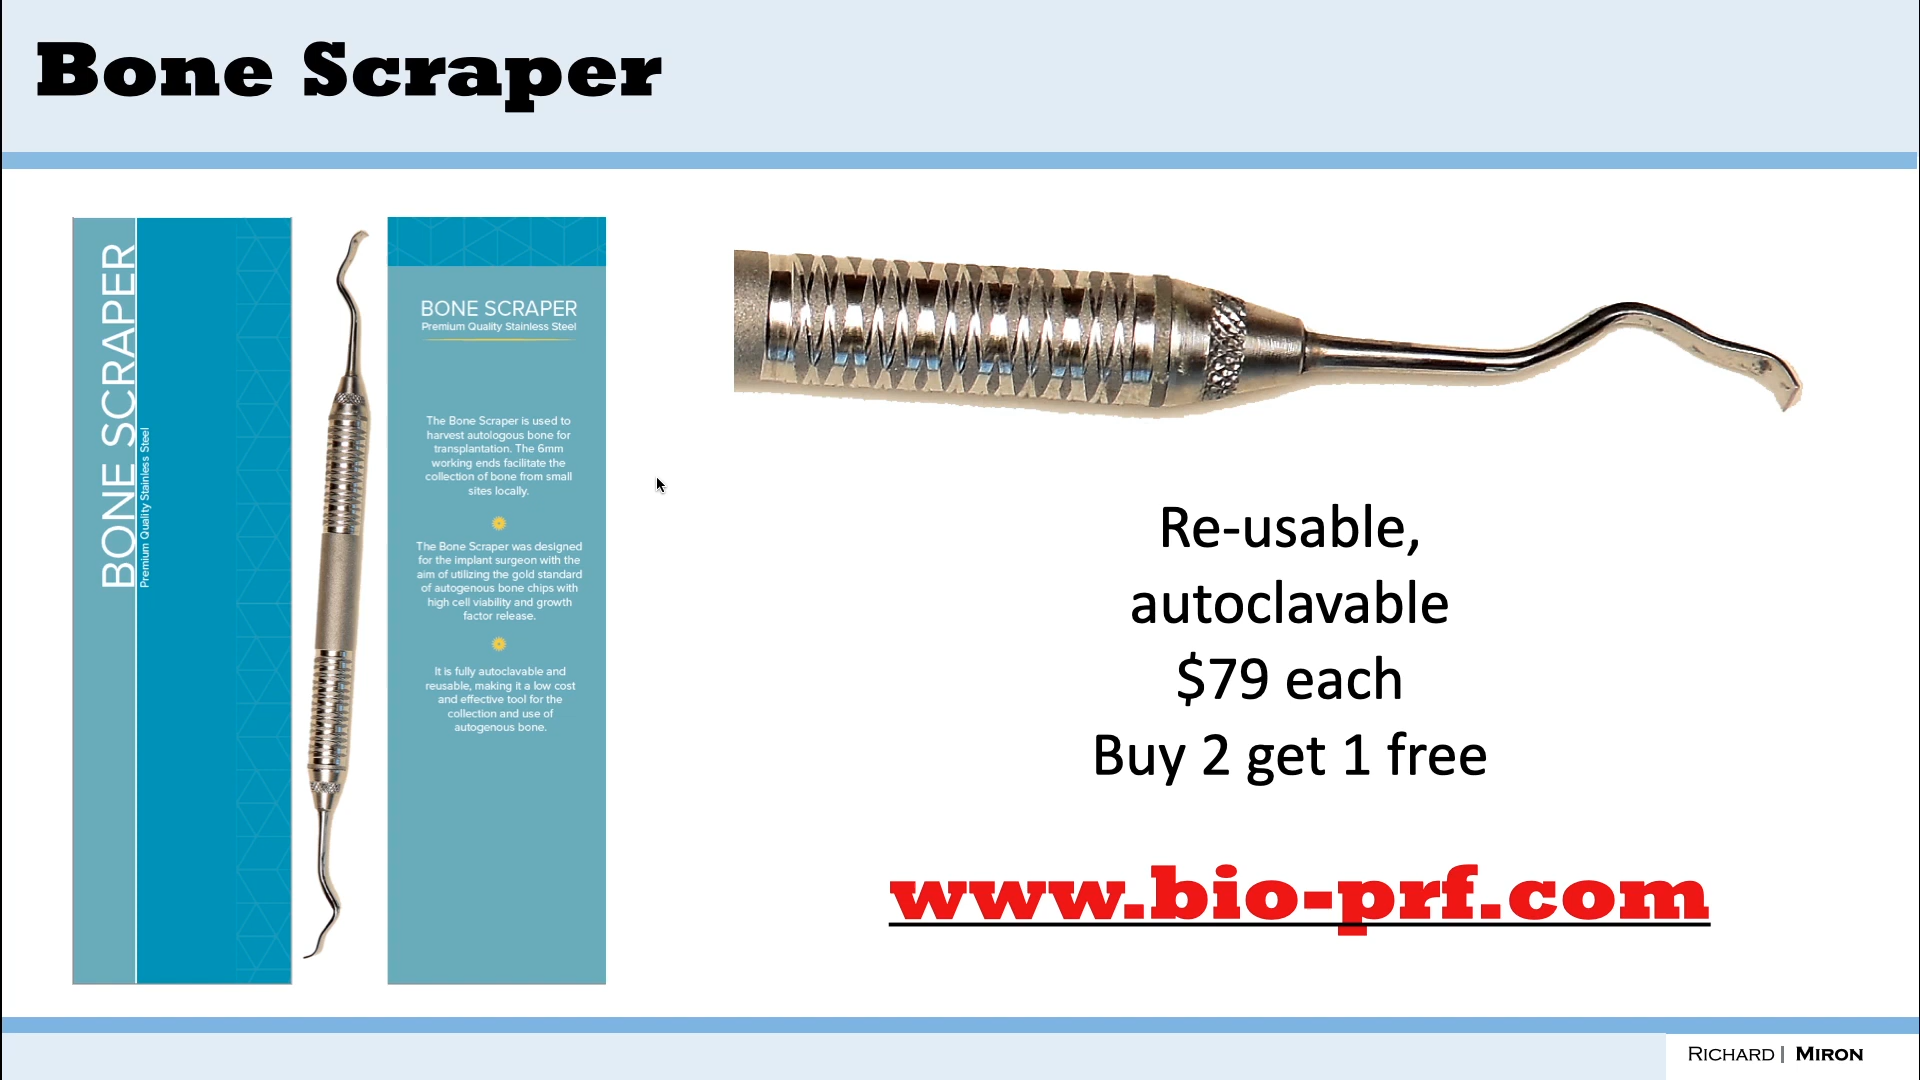 Bone Scraper
BONE SCRAPER
Premium Quality Stainless Steel
BONE SCRAPER
Premium Quality Stainless Steel
The Bone Scraper is used to
harvest autologous bone for
transplantation. The 6mm
working ends facilitate the
collection of bone from small
sites locally.
The Bone Scraper was designed
for the implant surgeon with the
aim of utilizing the gold standard
of autogenous bone chips with
high cell viability and growth
factor release.
It is fully autoclavable and
reusable, making it a low cost
and effective tool for the
collection and use of
autogenous bone.
Re-usable,
autoclavable
$79 each
Buy 2 get 1 free
www.bio-prf.com
RICHARD | MIRON